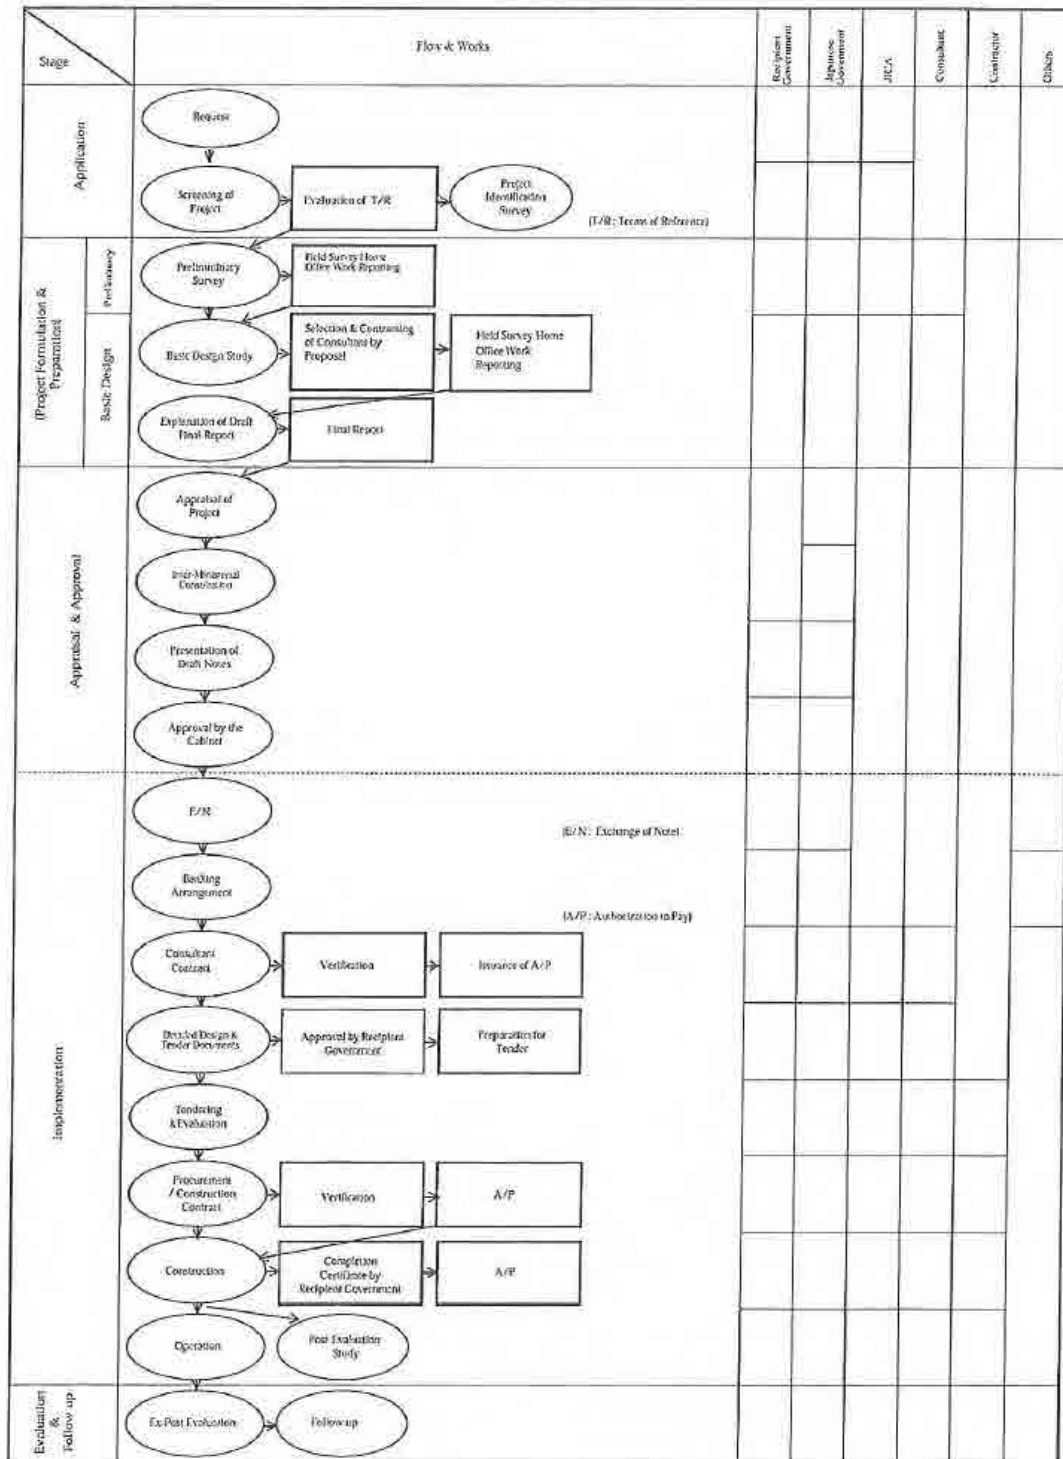 Stage
Flow & Works
Recipient
Government
Japanese
Government
JICA
Consultant
Contractor
Others
Application
Request
Screening of
Project
Evaluation of T/R
Project
Identification
Survey
(T/R : Terms of Reference)
(Project Formulation &
Preparation)
Preliminary
Preliminary
Survey
Field Survey Home
Office Work Reporting
Basic Design
Basic Design Study
Selection & Contracting
of Consultant by
Proposal
Field Survey Home
Office Work
Reporting
Explanation of Draft
Final Report
Final Report
Appraisal & Approval
Appraisal of
Project
Inter-Ministerial
Consultation
Presentation of
Draft Notes
Approval by the
Cabinet
Implementation
E/N
(E/N : Exchange of Note)
Banking
Arrangement
(A/P : Authorization to Pay)
Consultant
Contract
Verification
Issuance of A/P
Detailed Design &
Tender Documents
Approval by Recipient
Government
Preparation for
Tender
Tendering
& Evaluation
Procurement
/ Construction
Contract
Verification
A/P
Construction
Completion
Certificate by
Recipient Government
A/P
Operation
Post Evaluation
Study
Evaluation
&
Follow up
Ex-Post Evaluation
Follow up